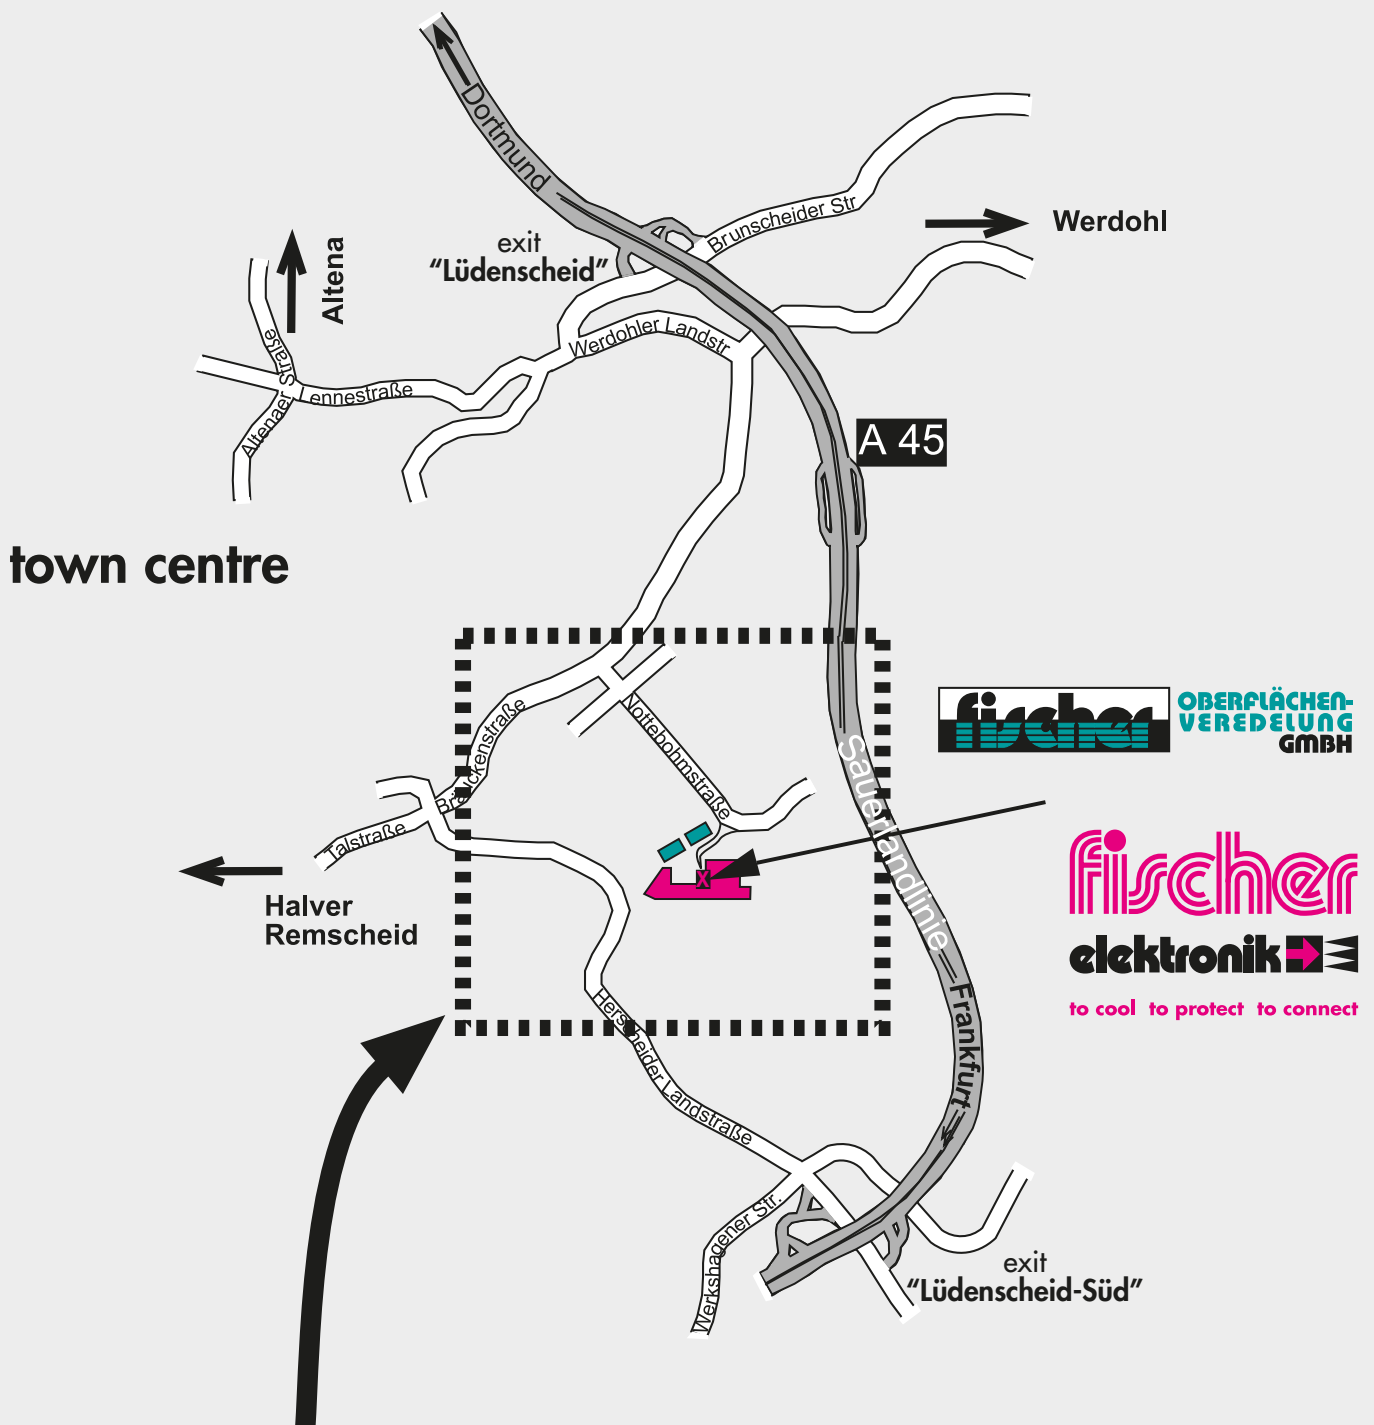 Dortmund
Brunscheider Str
Werdohl
exit
“Lüdenscheid”
Altena
Werdohler Landstr
Altenaer Straße
Lennestraße
A 45
town centre
Nottebohmstraße
Bräuckenstraße
Talstraße
Sauerlandlinie
fischer
OBERFLÄCHEN-
VEREDELUNG
GMBH
X
Halver
Remscheid
fischer
elektronik
to cool to protect to connect
Frankfurt
Herscheider Landstraße
Werkshagener Str.
exit
“Lüdenscheid-Süd”